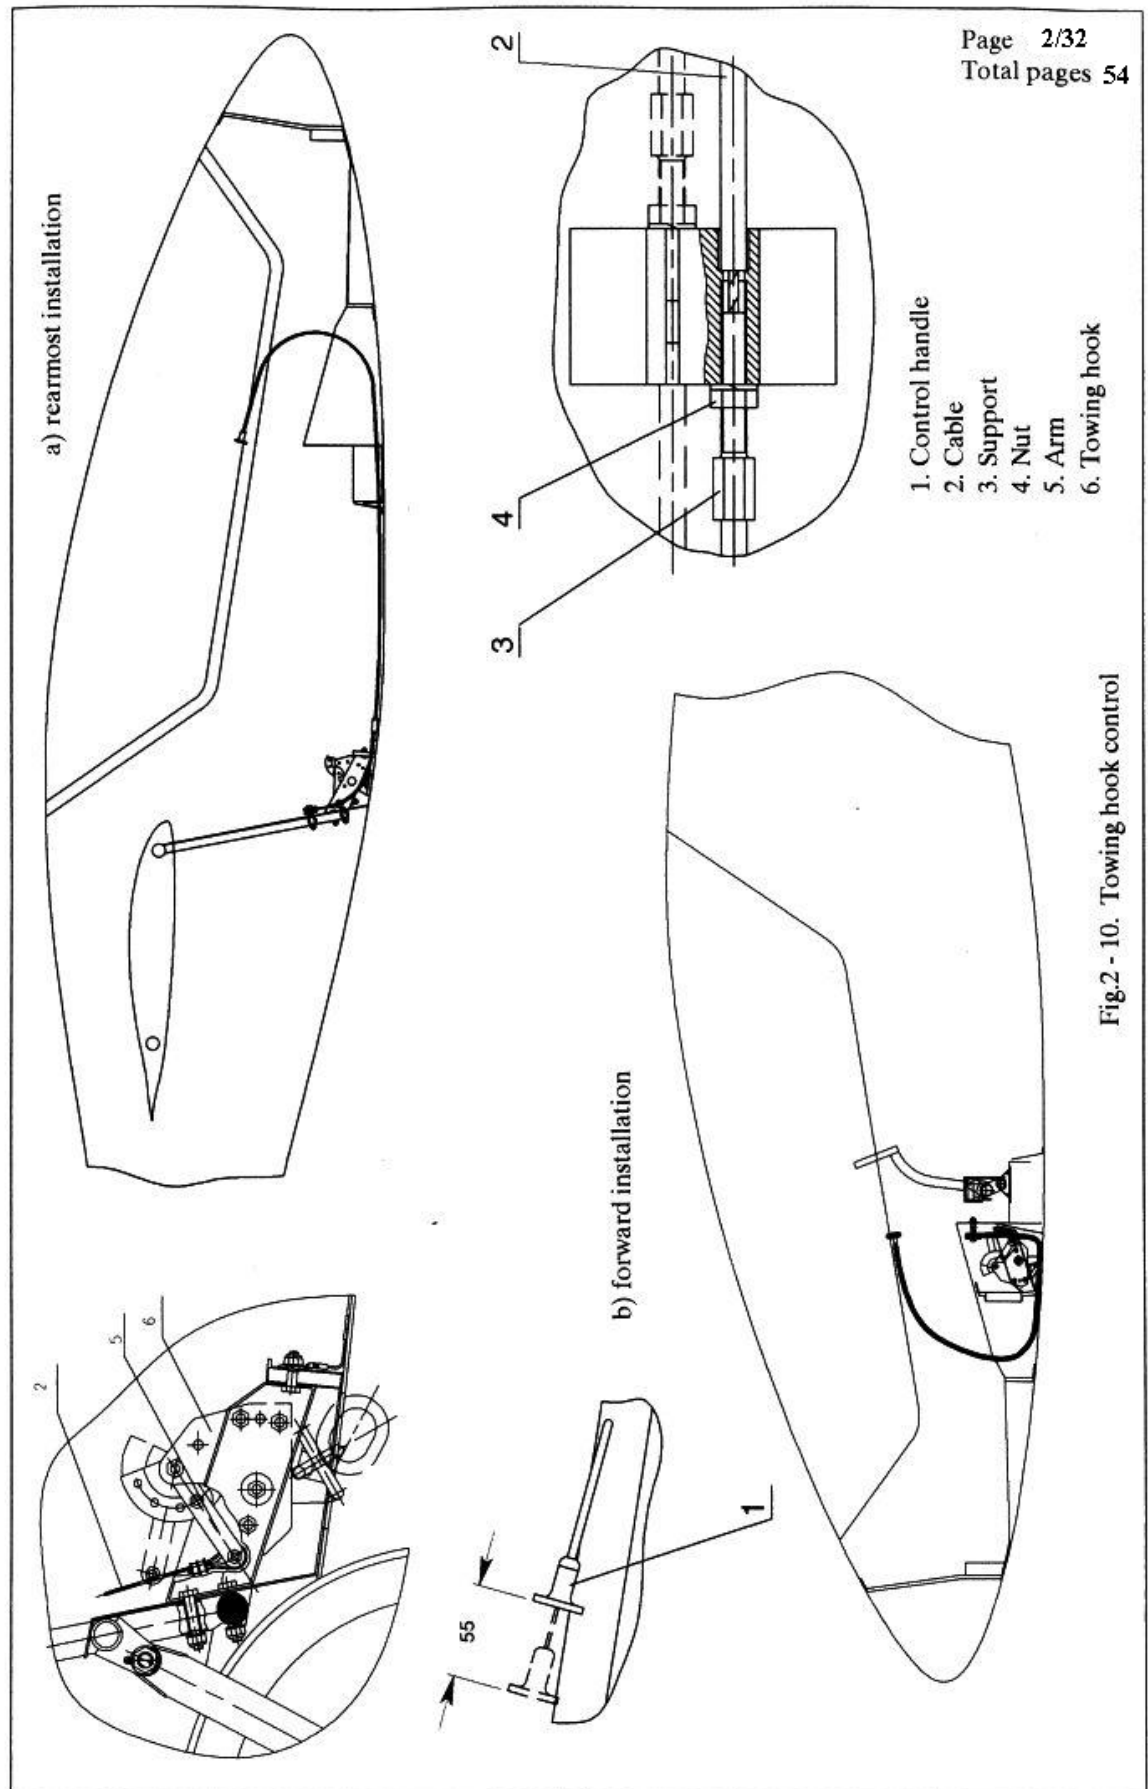 Page 2/32
Total pages 54
a) rearmost installation
2
5
6
2
4
3
1. Control handle
2. Cable
3. Support
4. Nut
5. Arm
6. Towing hook
b) forward installation
55
1
Fig.2 - 10. Towing hook control